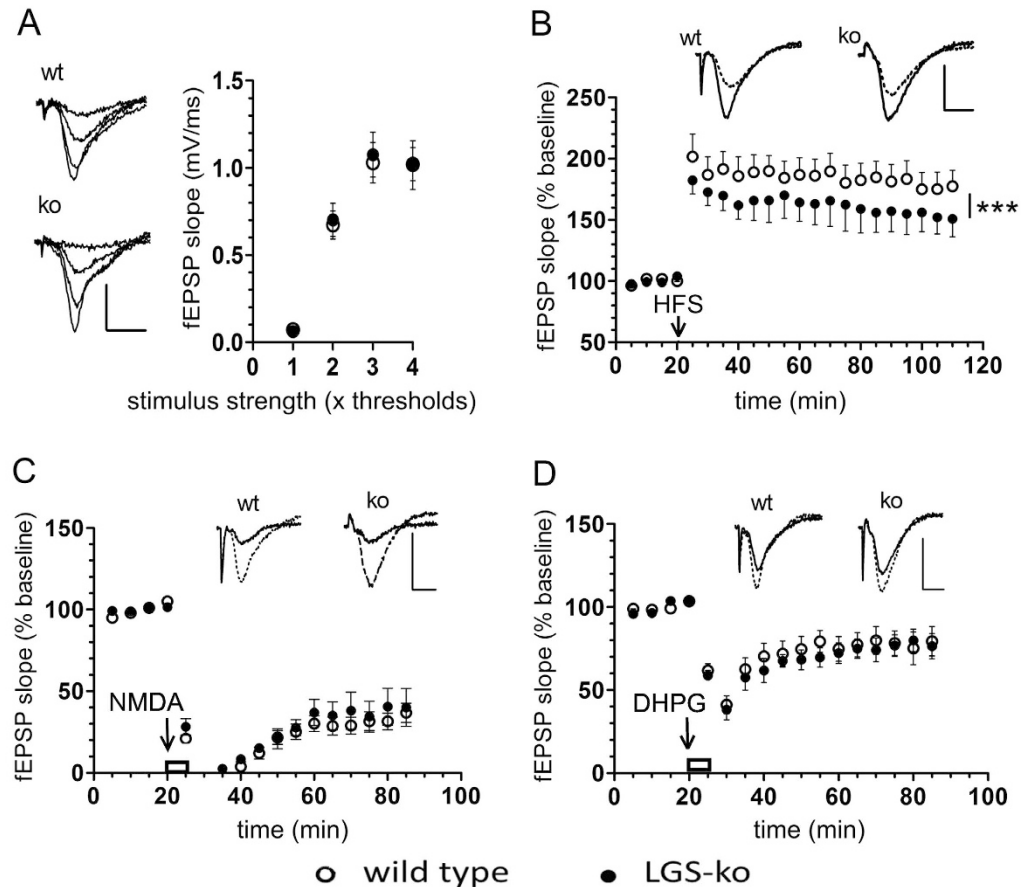 A
wt
ko
fEPSP slope (mV/ms)
1.5
1.0
0.5
0.0
0 1 2 3 4
stimulus strength (x thresholds)
B
wt
ko
fEPSP slope (% baseline)
250
200
150
100
50
HFS
***
0 20 40 60 80 100 120
time (min)
C
wt
ko
fEPSP slope (% baseline)
150
100
50
0
NMDA
0 20 40 60 80 100
time (min)
D
wt
ko
fEPSP slope (% baseline)
150
100
50
0
DHPG
0 20 40 60 80 100
time (min)
wild type
LGS-ko